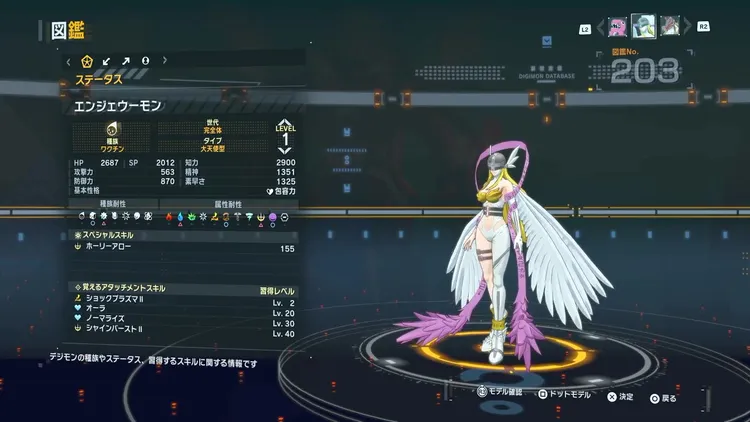 図鑑
L2
R2
図鑑No.
203
DIGIMON DATABASE
ステータス
エンジェウーモン
種族
ワクチン
世代
完全体
タイプ
大天使型
LEVEL
1
HP 2687 SP 2012 知力 2900
攻撃力 563 精神 1351
防御力 870 素早さ 1325
基本性格 包容力
種族耐性 属性耐性
スペシャルスキル
ホーリーアロー 155
覚えるアタッチメントスキル 習得レベル
ショックプラズマⅡ Lv. 2
オーラ Lv. 20
ノーマライズ Lv. 30
シャインバーストⅡ Lv. 40
デジモンの種族やステータス、習得するスキルに関する情報です
R3 モデル確認 ドットモデル 決定 戻る